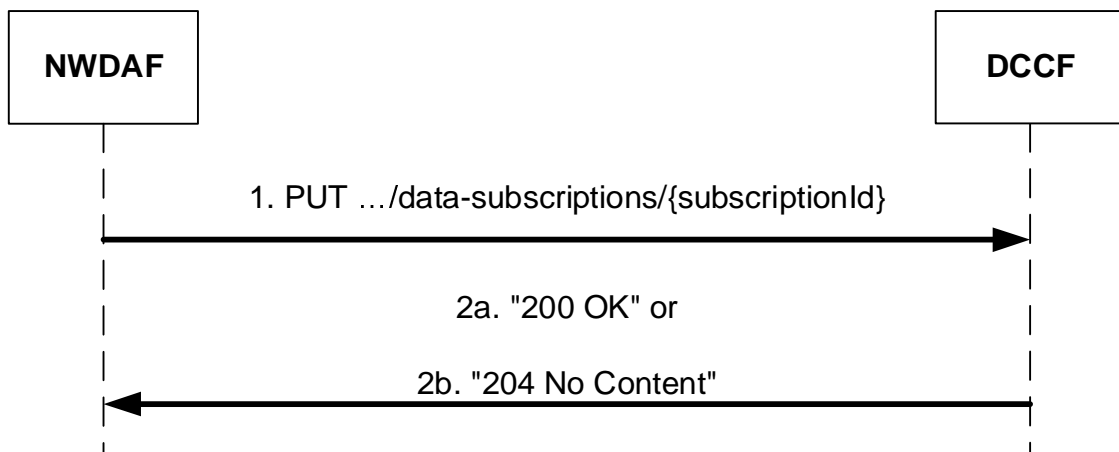 NWDAF
DCCF
1. PUT …/data-subscriptions/{subscriptionId}
2a. "200 OK" or
2b. "204 No Content"